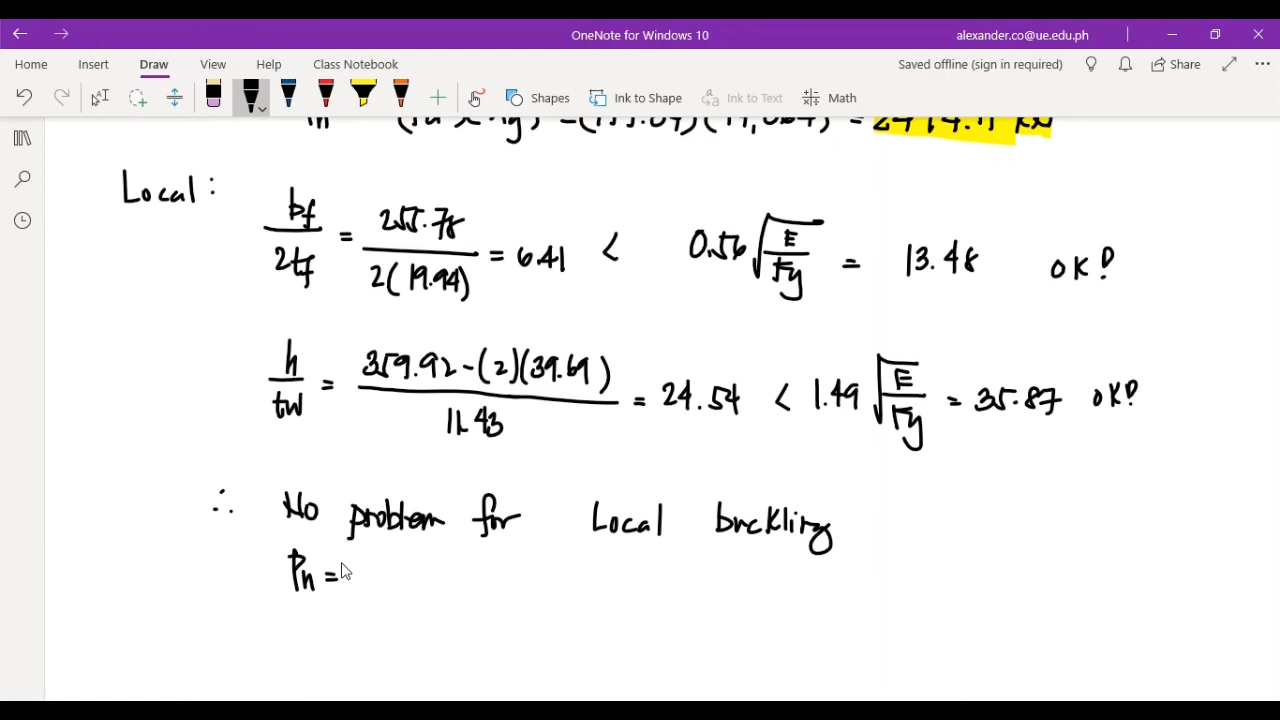 OneNote for Windows 10
alexander.co@ue.edu.ph
Home Insert Draw View Help Class Notebook
Saved offline (sign in required) Share
Shapes Ink to Shape Ink to Text Math
Local:
bf/2tf = 255.78/2(19.94) = 6.41 < 0.56√E/Fy = 13.48 OK!
h/tw = 359.92-(2)(39.69)/11.43 = 24.54 < 1.49√E/Fy = 35.87 OK!
∴ No problem for Local buckling
Pn =